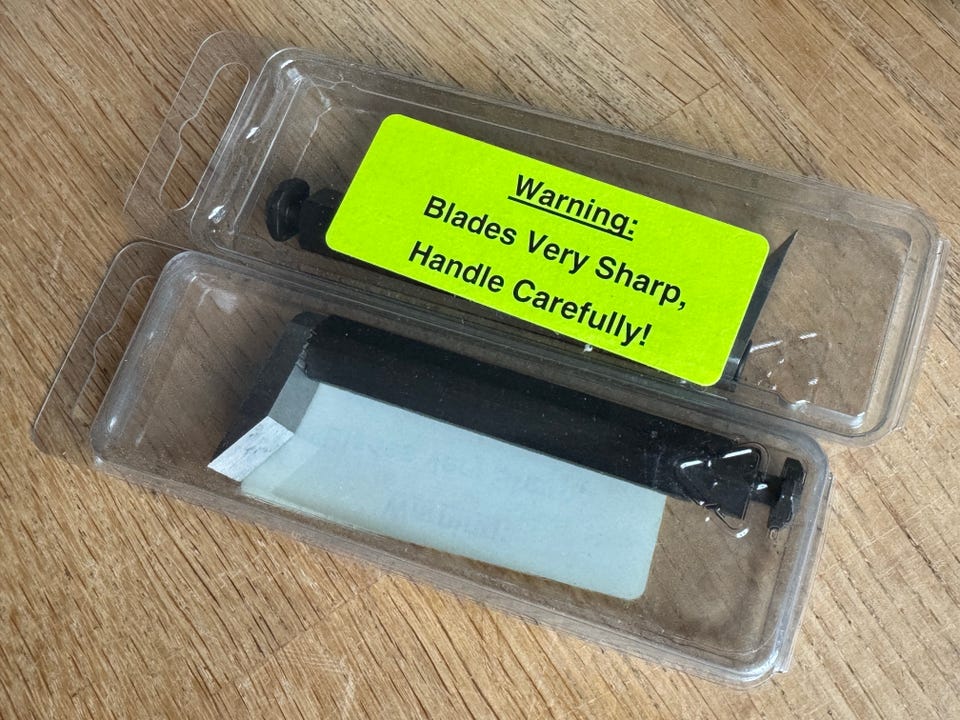 Warning:
Blades Very Sharp,
Handle Carefully!